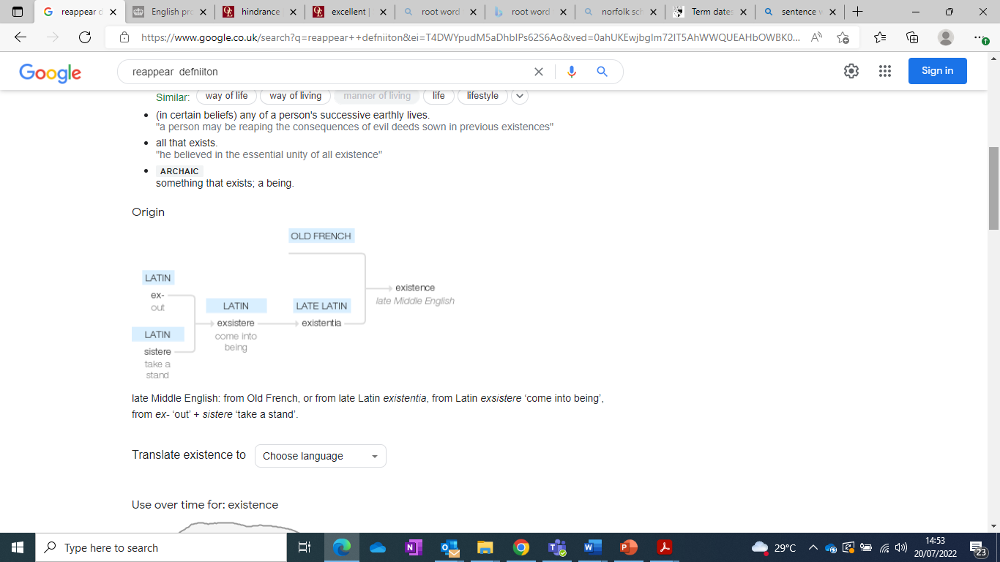 reappear d
English pro
hindrance
excellent |
root word
root word
norfolk sch
Term dates
sentence w
https://www.google.co.uk/search?q=reappear++defniiton&ei=T4DWYpudM5aDhbIPs62S6Ao&ved=0ahUKEwjbgIm72IT5AhWWQUEAHbOWBK0...
Google
reappear defniiton
Sign in
Similar: way of life way of living manner of living life lifestyle
• (in certain beliefs) any of a person's successive earthly lives.
"a person may be reaping the consequences of evil deeds sown in previous existences"
• all that exists.
"he believed in the essential unity of all existence"
• ARCHAIC
something that exists; a being.
Origin
OLD FRENCH
LATIN
ex-
out
LATIN
sistere
take a
stand
LATIN
exsistere
come into
being
LATE LATIN
existentia
existence
late Middle English
late Middle English: from Old French, or from late Latin existentia, from Latin exsistere ‘come into being’,
from ex- ‘out’ + sistere ‘take a stand’.
Translate existence to Choose language
Use over time for: existence
Type here to search
29°C
14:53
20/07/2022
23